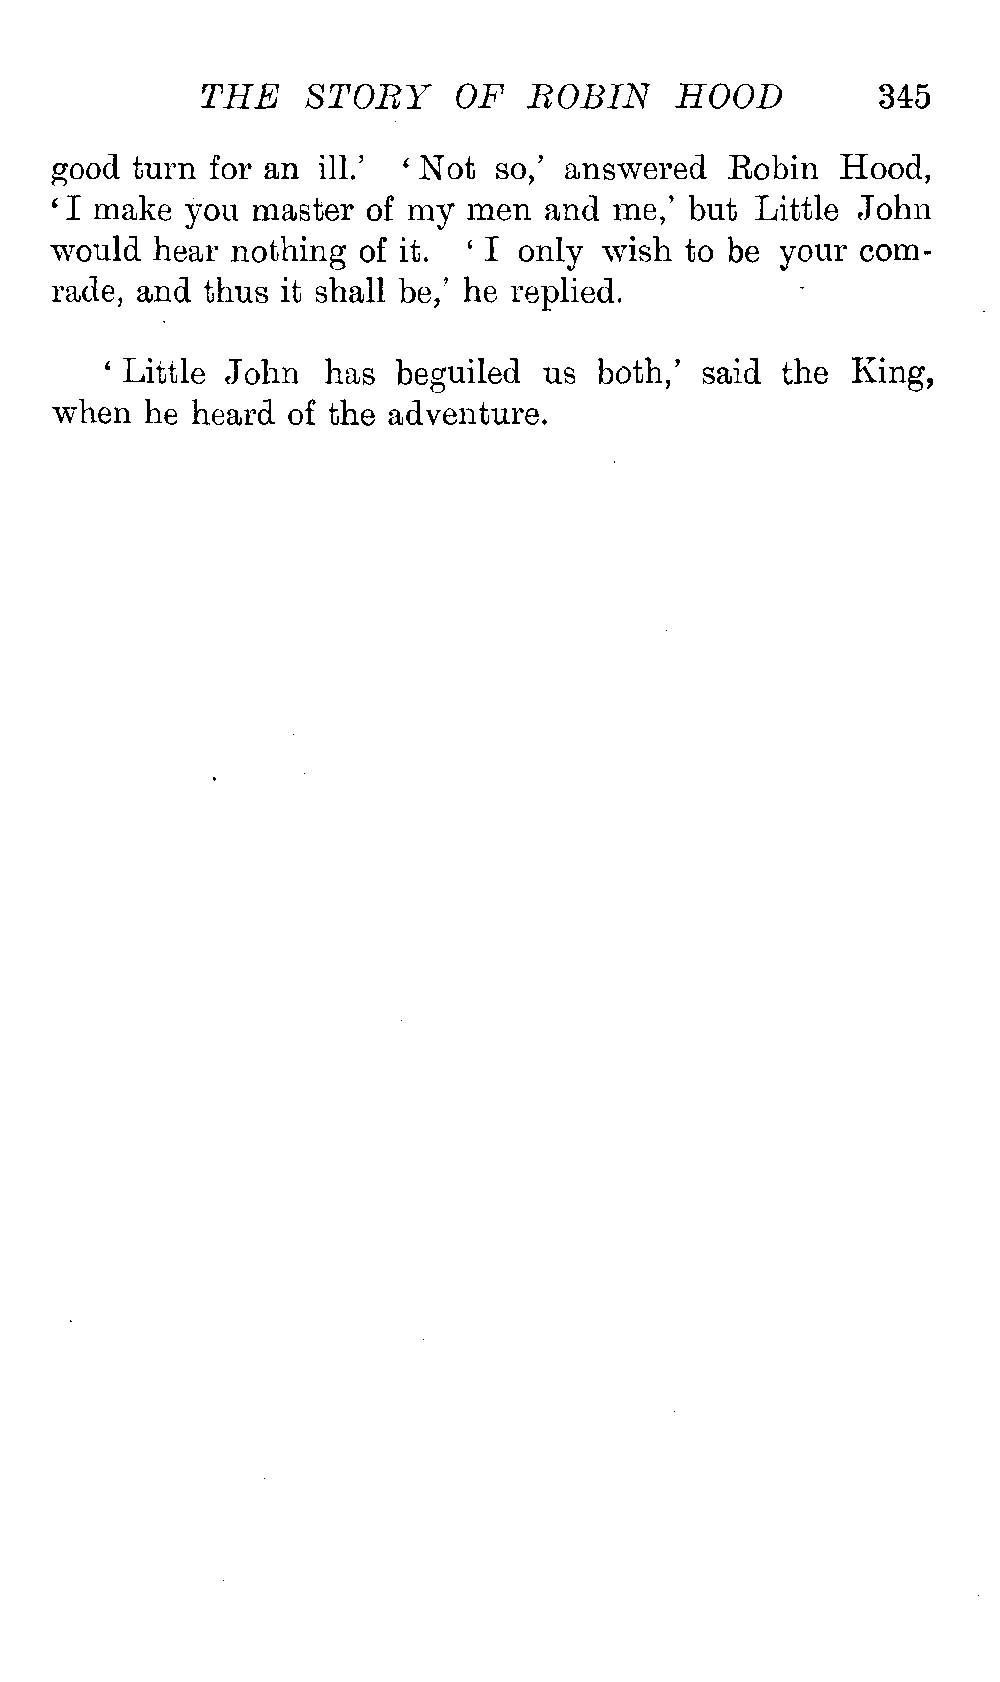 THE STORY OF ROBIN HOOD 345
good turn for an ill.’ ‘Not so,’ answered Robin Hood,
‘I make you master of my men and me,’ but Little John
would hear nothing of it. ‘I only wish to be your com-
rade, and thus it shall be,’ he replied.
‘Little John has beguiled us both,’ said the King,
when he heard of the adventure.